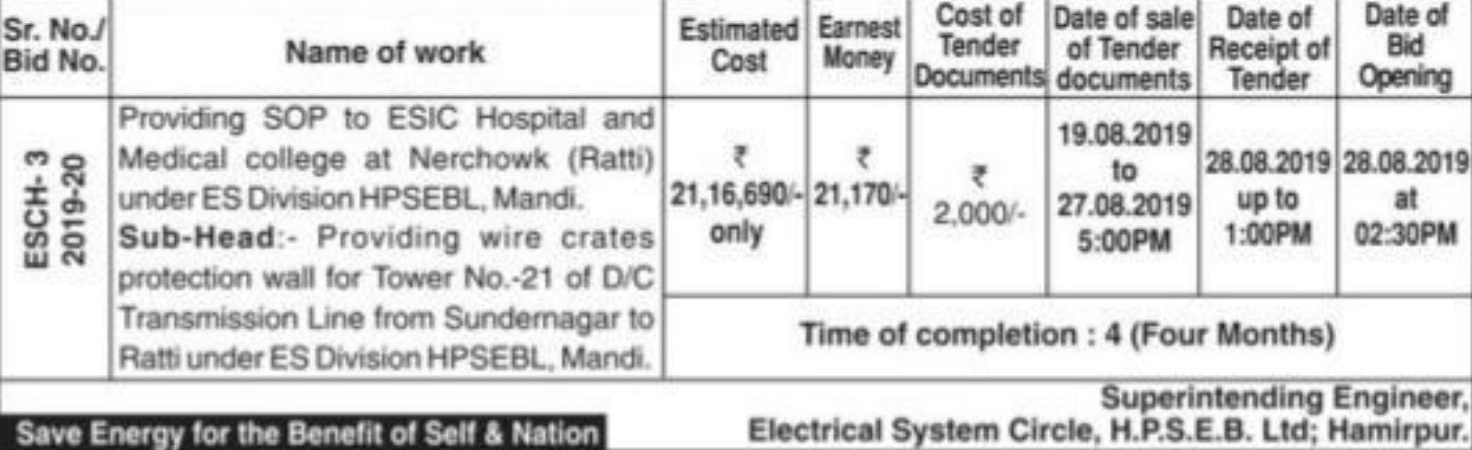 Sr. No./
Bid No.
Name of work
Estimated
Cost
Earnest
Money
Cost of
Tender
Documents
Date of sale
of Tender
documents
Date of
Receipt of
Tender
Date of
Bid
Opening
ESCH- 3
2019-20
Providing SOP to ESIC Hospital and
Medical college at Nerchowk (Ratti)
under ES Division HPSEBL, Mandi.
Sub-Head:- Providing wire crates
protection wall for Tower No.-21 of D/C
Transmission Line from Sundernagar to
Ratti under ES Division HPSEBL, Mandi.
₹
21,16,690/-
only
₹
21,170/-
₹
2,000/-
19.08.2019
to
27.08.2019
5:00PM
28.08.2019
up to
1:00PM
28.08.2019
at
02:30PM
Time of completion : 4 (Four Months)
Save Energy for the Benefit of Self & Nation
Superintending Engineer,
Electrical System Circle, H.P.S.E.B. Ltd; Hamirpur.